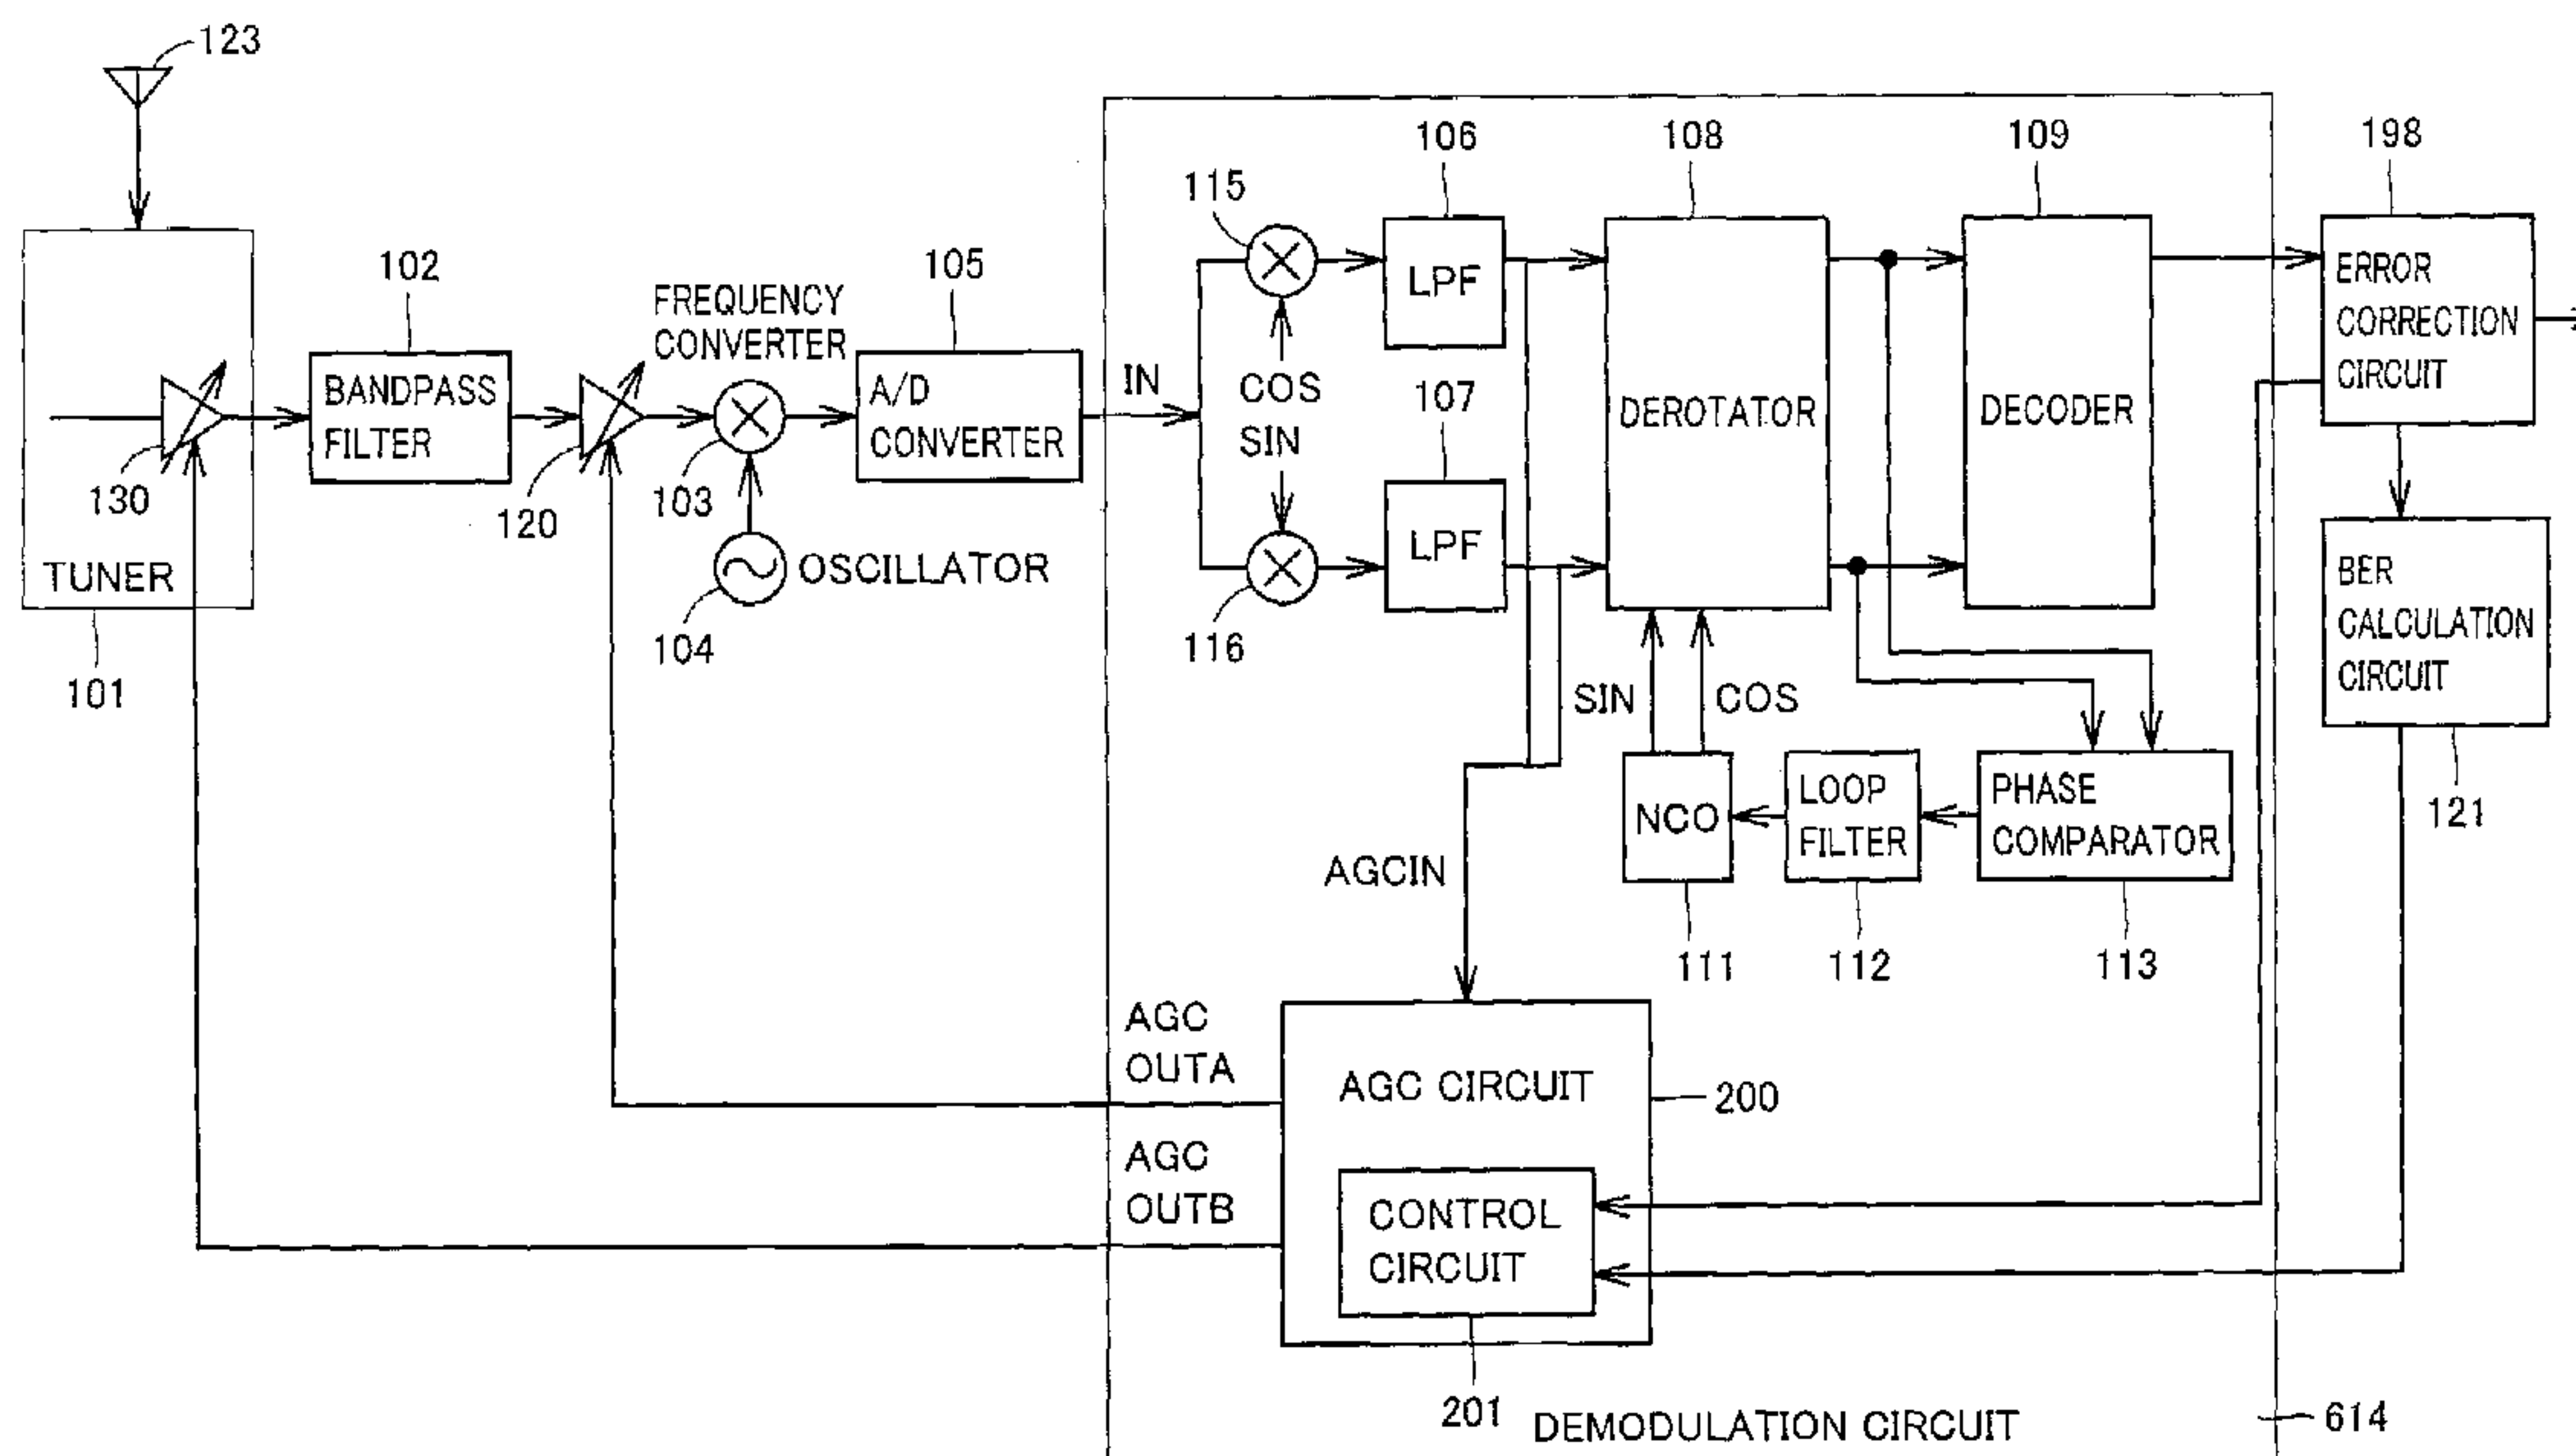 123
106
108
109
198
115
102
FREQUENCY
CONVERTER
105
LPF
ERROR
CORRECTION
CIRCUIT
BANDPASS
FILTER
A/D
CONVERTER
IN
COS
SIN
107
DEROTATOR
DECODER
130
120
103
LPF
TUNER
OSCILLATOR
BER
CALCULATION
CIRCUIT
104
116
101
SIN
COS
NCO
LOOP
FILTER
PHASE
COMPARATOR
121
AGCIN
111
112
113
AGC
OUTA
AGC CIRCUIT
200
AGC
OUTB
CONTROL
CIRCUIT
201
DEMODULATION CIRCUIT
614